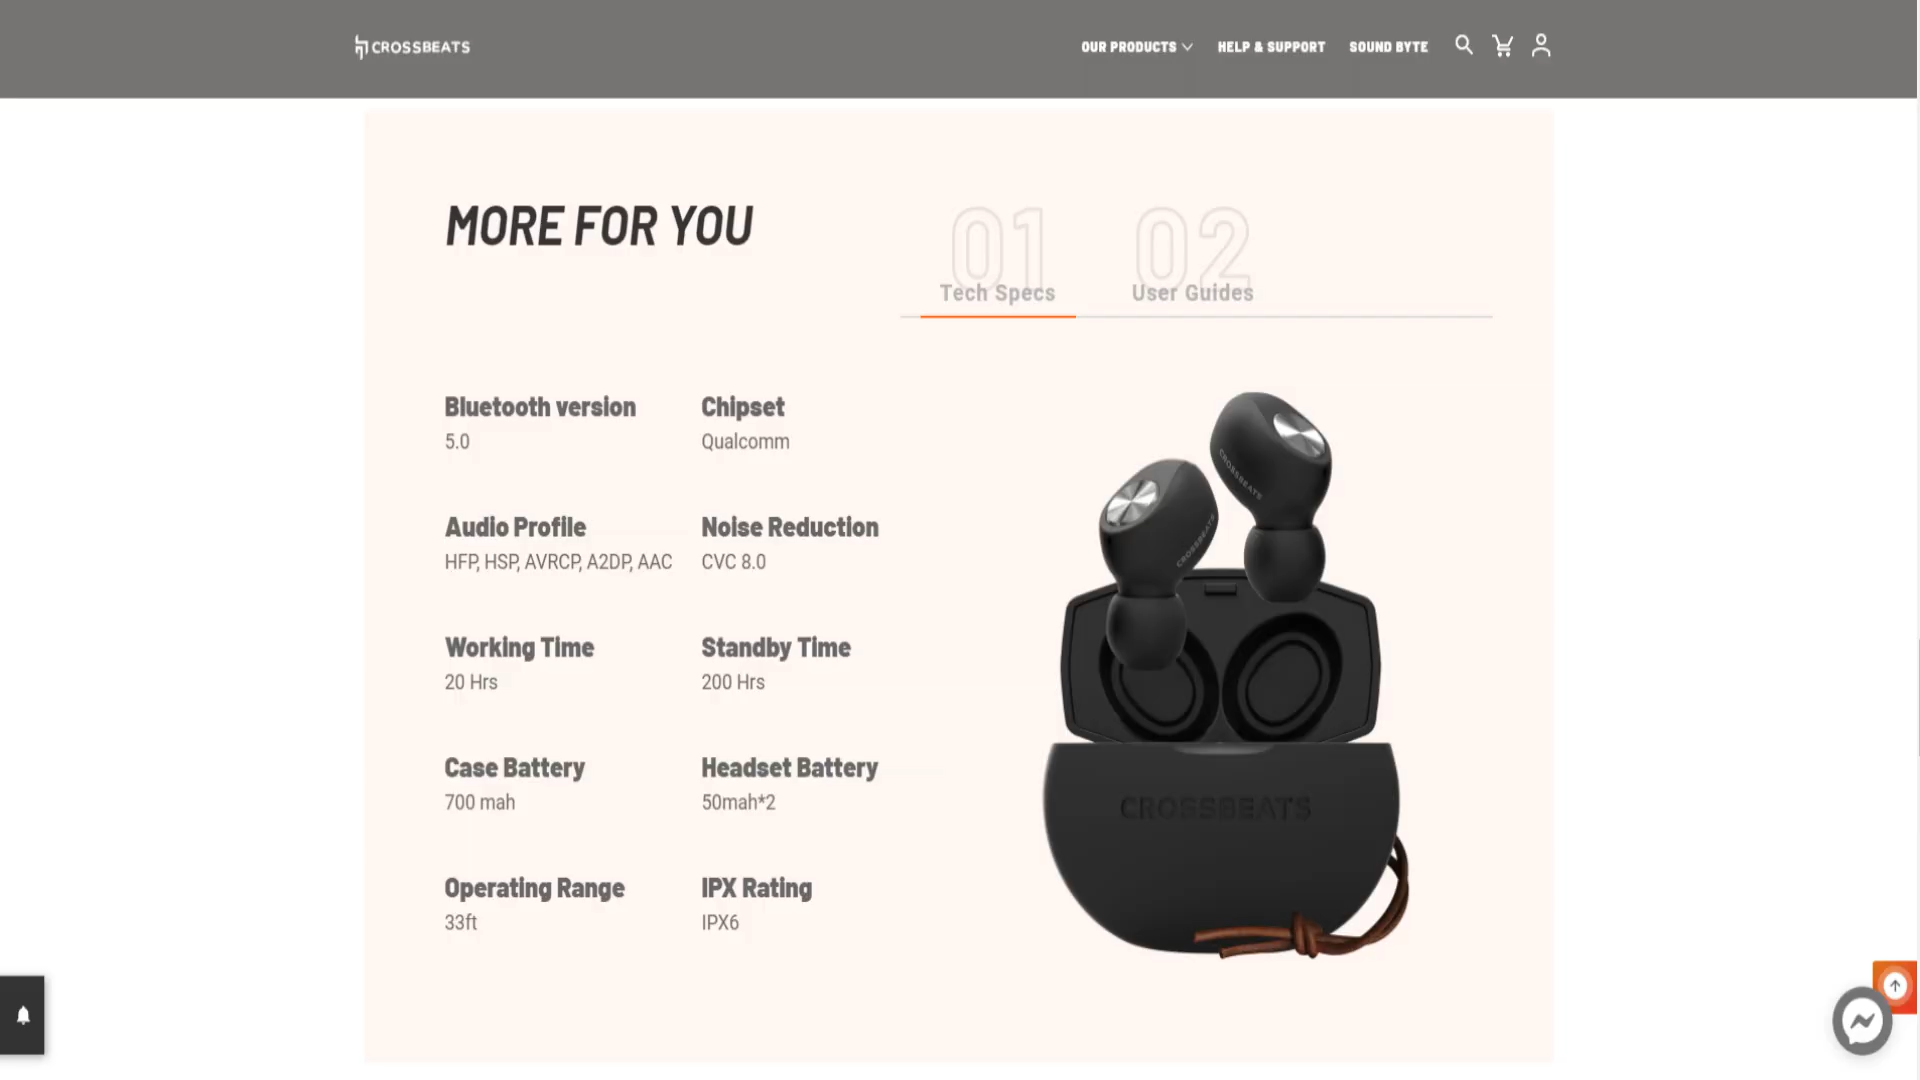 CROSSBEATS
OUR PRODUCTS
HELP & SUPPORT
SOUND BYTE
MORE FOR YOU
01
02
Tech Specs
User Guides
Bluetooth version
Chipset
5.0
Qualcomm
Audio Profile
Noise Reduction
HFP, HSP, AVRCP, A2DP, AAC
CVC 8.0
Working Time
Standby Time
20 Hrs
200 Hrs
Case Battery
Headset Battery
700 mah
50mah*2
Operating Range
IPX Rating
33ft
IPX6
CROSSBEATS
CROSSBEATS
CROSSBEATS